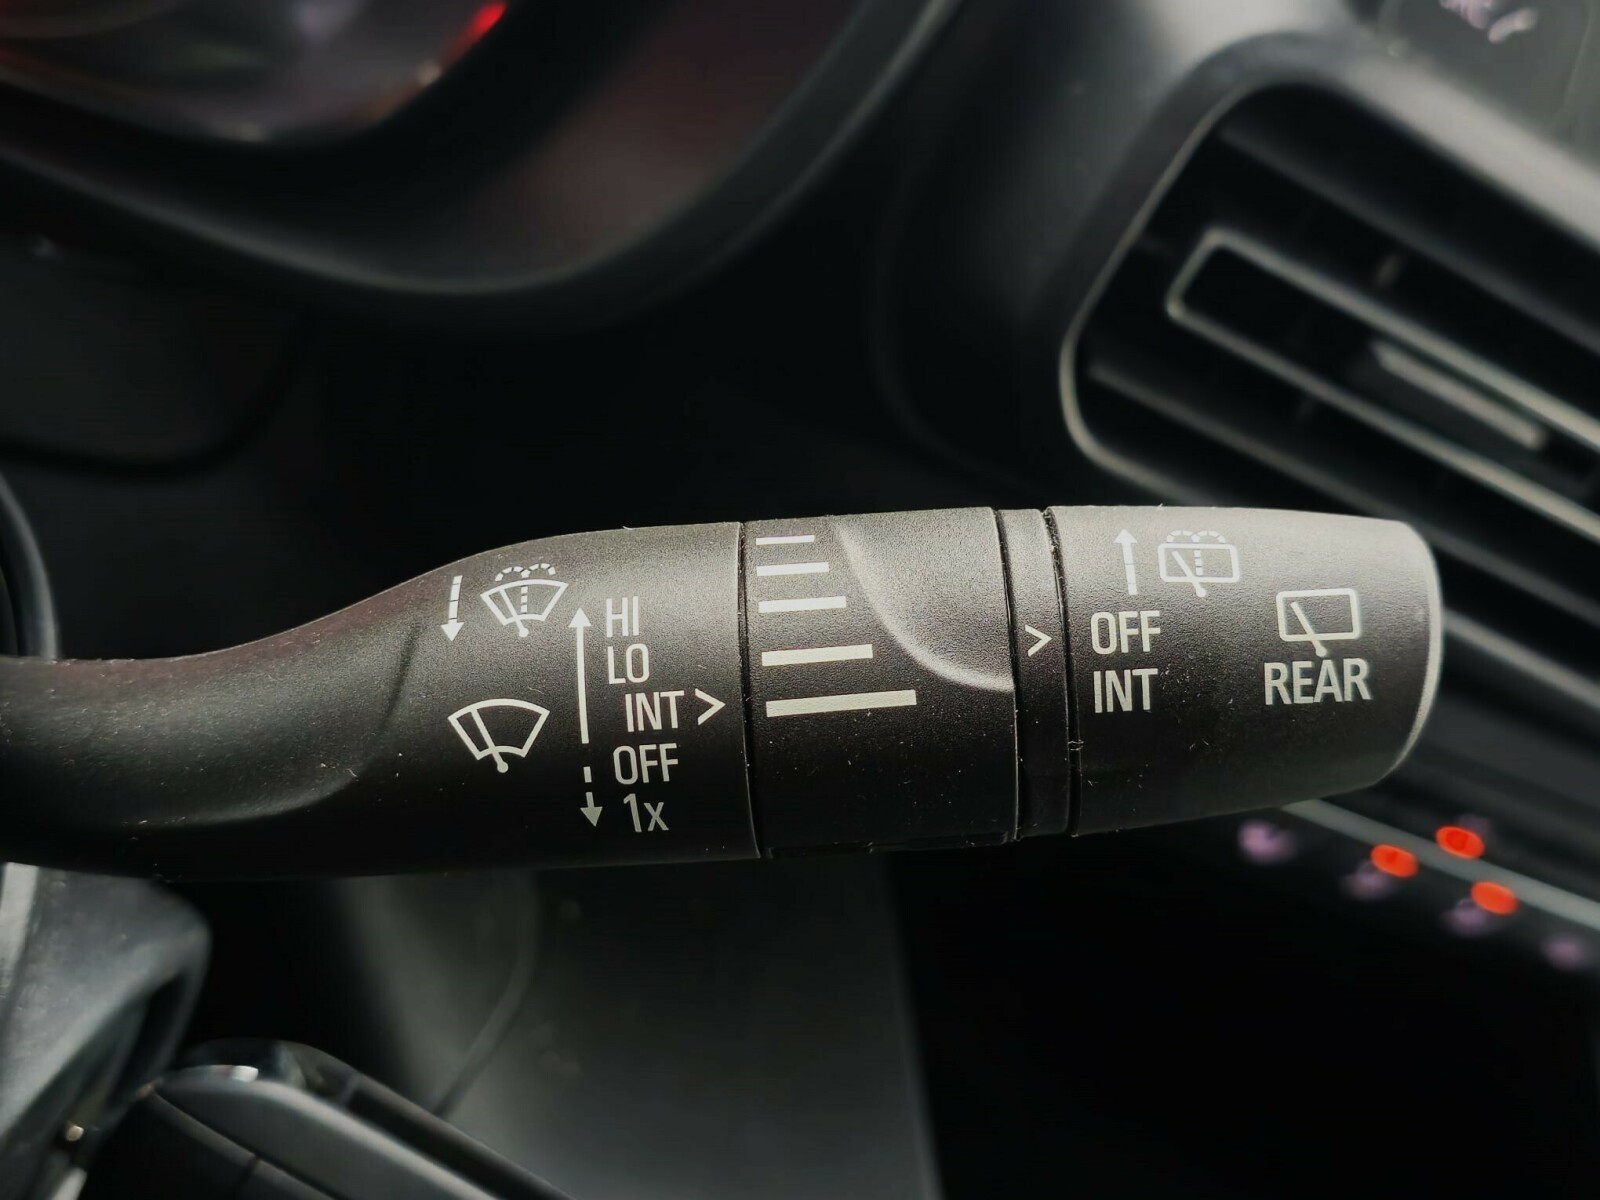 HI
LO
INT >
OFF
1x
>
OFF
INT
REAR